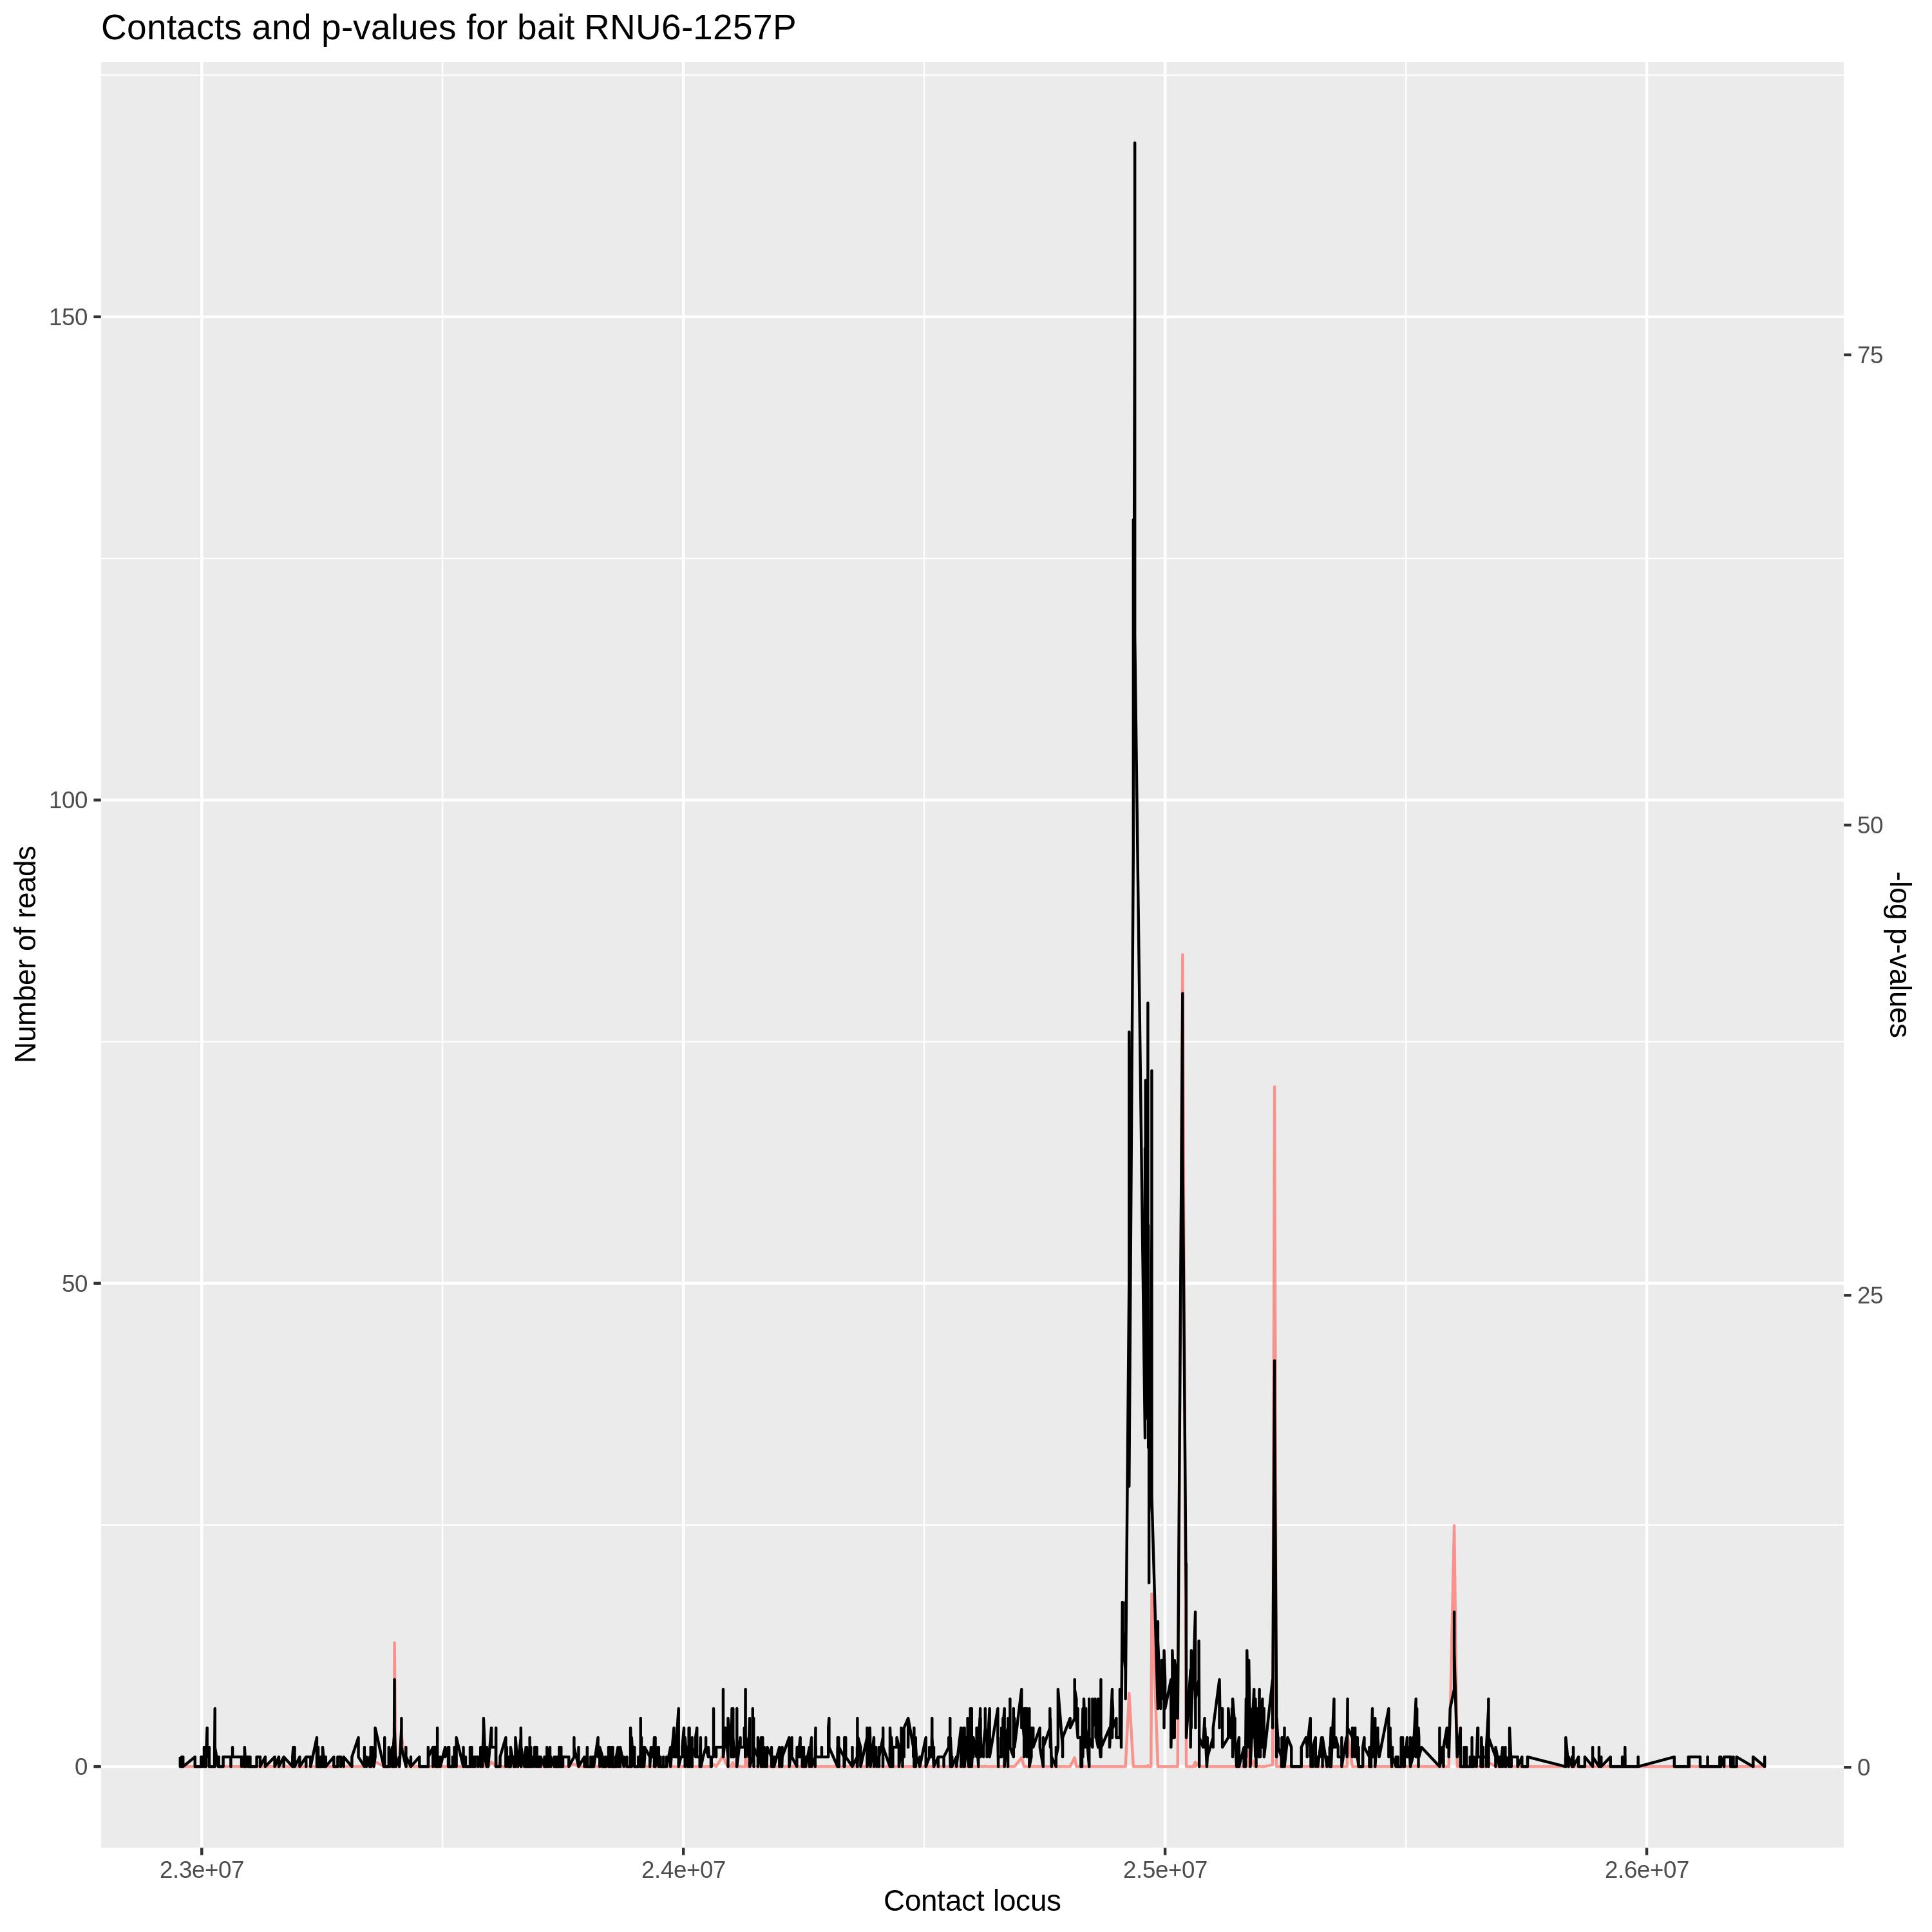 Contacts and p-values for bait RNU6-1257P
150
100
50
0
Number of reads
75
50
25
0
-log p-values
2.3e+07
2.4e+07
2.5e+07
2.6e+07
Contact locus